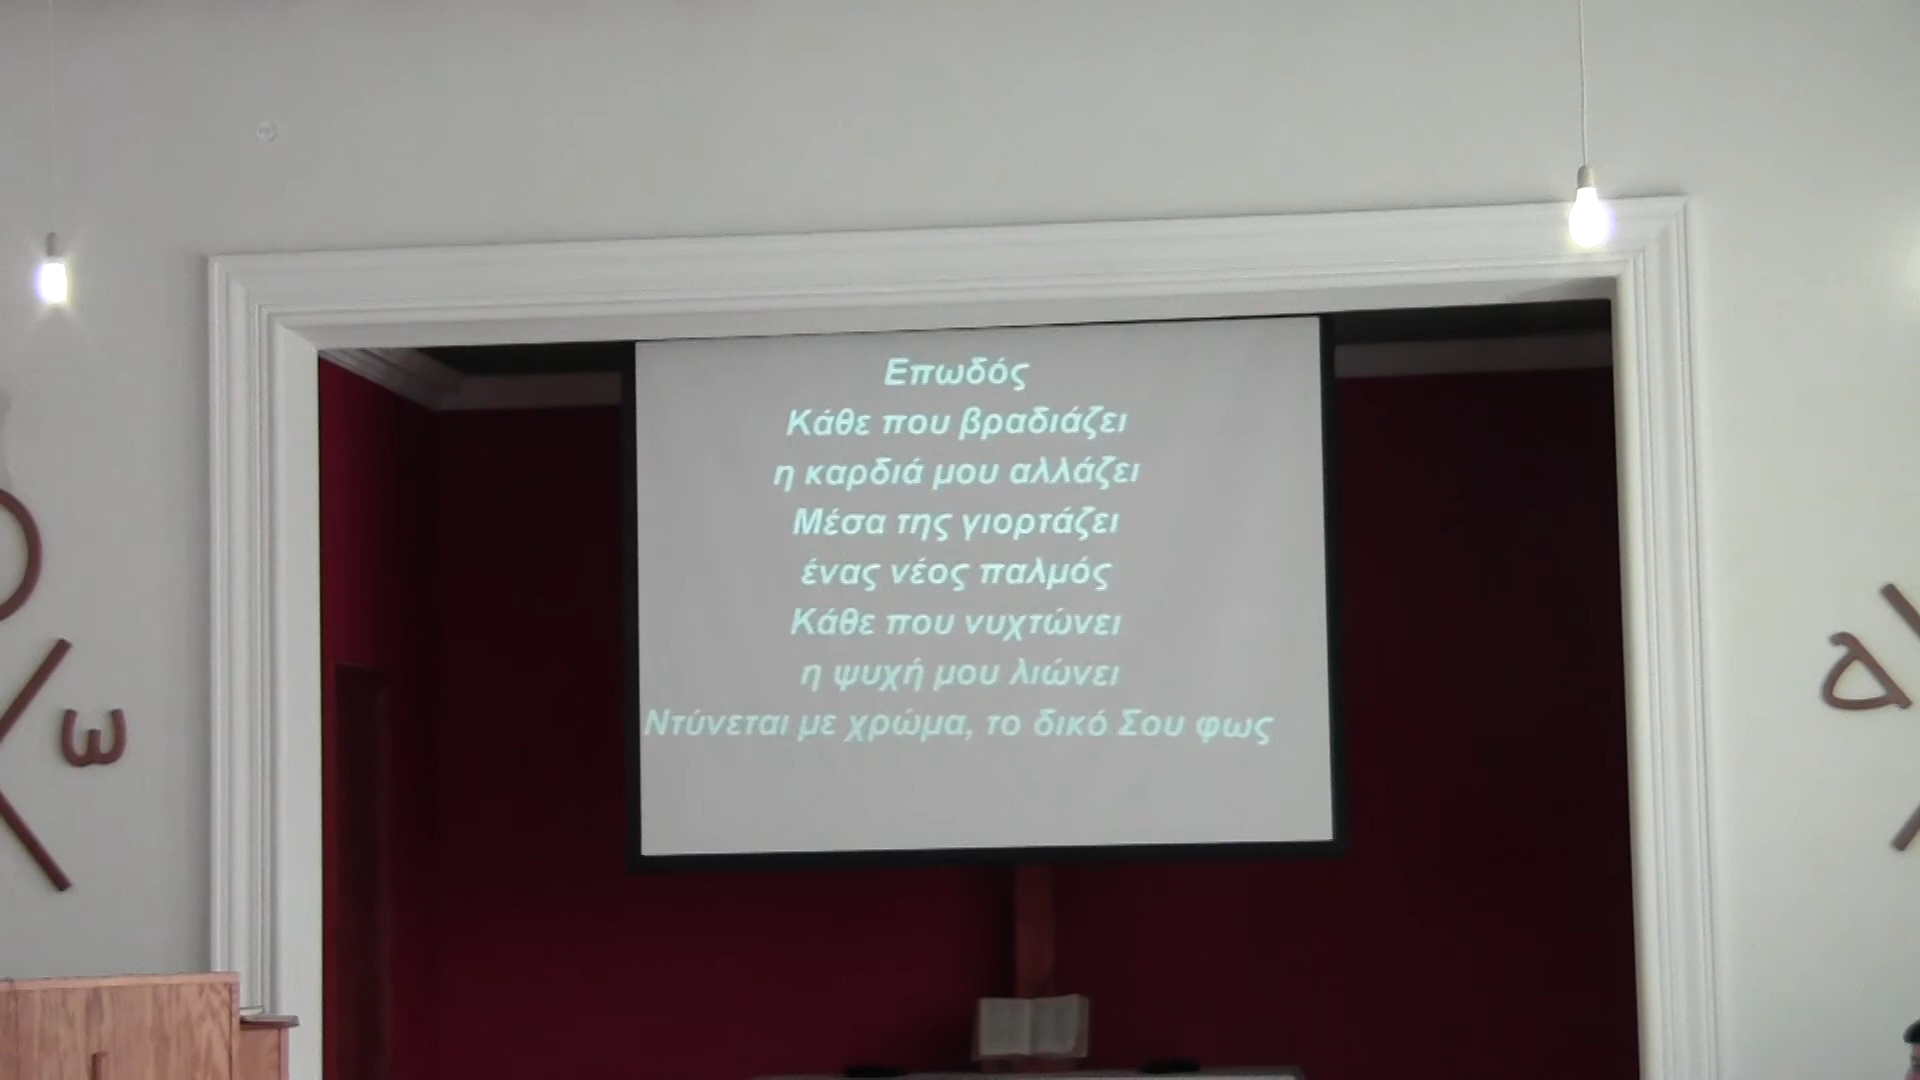 Επωδός
Κάθε που βραδιάζει
η καρδιά μου αλλάζει
Μέσα της γιορτάζει
ένας νέος παλμός
Κάθε που νυχτώνει
η ψυχή μου λιώνει
Ντύνεται με χρώμα, το δικό Σου φως
ω
α